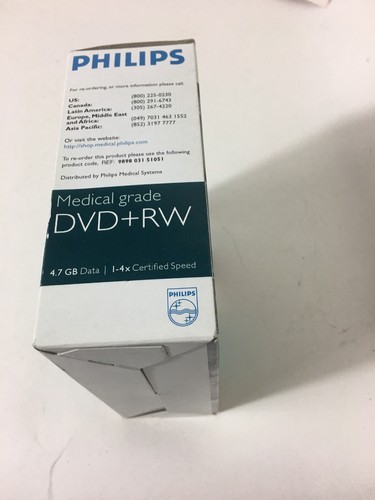 PHILIPS
For re-ordering, or more information please call:
US: (800) 225-0230
Canada: (800) 291-6743
Latin America: (305) 267-4220
Europe, Middle East
and Africa: (049) 7031 463 1552
Asia Pacific: (852) 3197 7777
Or visit the website:
http://shop.medical.philips.com
To re-order this product please use the following
product code, REF: 9898 031 51051
Distributed by Philips Medical Systems
Medical grade
DVD+RW
4.7 GB Data | 1-4x Certified Speed
PHILIPS